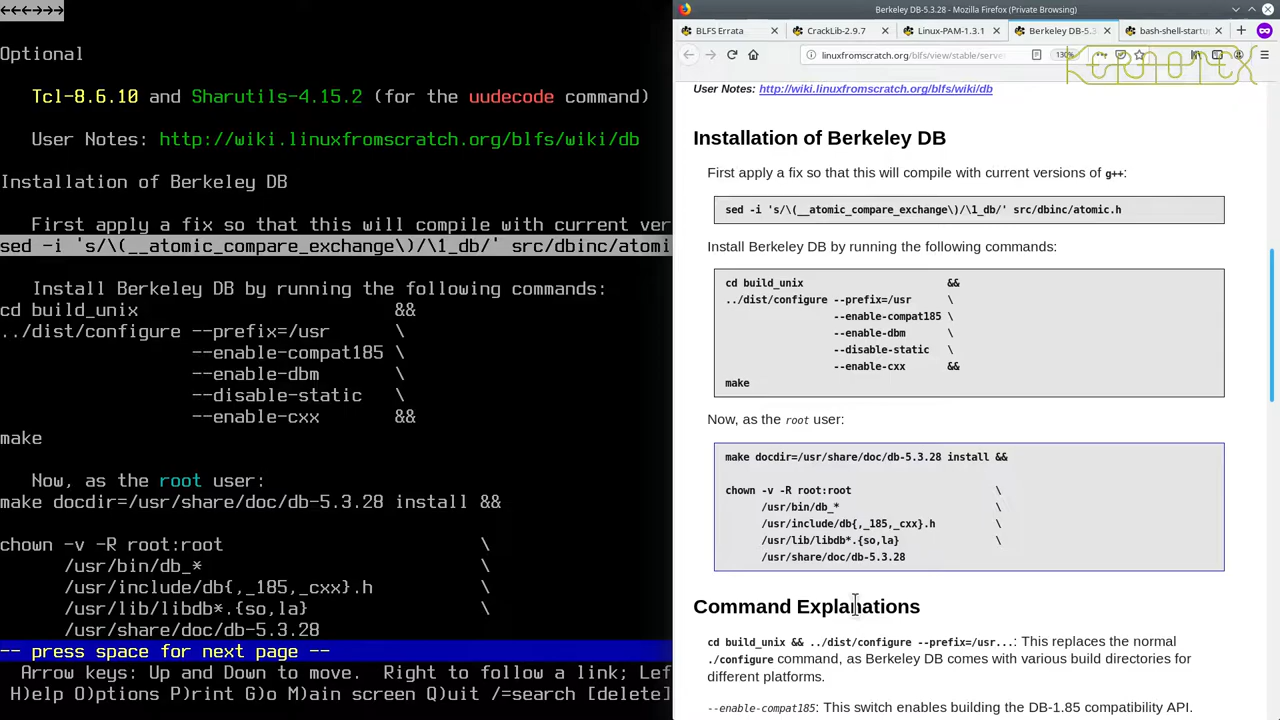 ←←←→→→
Optional
Tcl-8.6.10 and Sharutils-4.15.2 (for the uudecode command)
User Notes: http://wiki.linuxfromscratch.org/blfs/wiki/db
Installation of Berkeley DB
First apply a fix so that this will compile with current ver
sed -i 's/\(__atomic_compare_exchange\)/\1_db/' src/dbinc/atomi
Install Berkeley DB by running the following commands:
cd build_unix &&
../dist/configure --prefix=/usr \
--enable-compat185 \
--enable-dbm \
--disable-static \
--enable-cxx &&
make
Now, as the root user:
make docdir=/usr/share/doc/db-5.3.28 install &&
chown -v -R root:root \
/usr/bin/db_* \
/usr/include/db{,_185,_cxx}.h \
/usr/lib/libdb*.{so,la} \
/usr/share/doc/db-5.3.28
-- press space for next page --
Arrow keys: Up and Down to move. Right to follow a link; Lef
H)elp O)ptions P)rint G)o M)ain screen Q)uit /=search [delete]
Berkeley DB-5.3.28 - Mozilla Firefox (Private Browsing)
BLFS Errata
CrackLib-2.9.7
Linux-PAM-1.3.1
Berkeley DB-5.3
bash-shell-startu
linuxfromscratch.org/blfs/view/stable/serve
130%
User Notes: http://wiki.linuxfromscratch.org/blfs/wiki/db
Installation of Berkeley DB
First apply a fix so that this will compile with current versions of g++:
sed -i 's/\(__atomic_compare_exchange\)/\1_db/' src/dbinc/atomic.h
Install Berkeley DB by running the following commands:
cd build_unix &&
../dist/configure --prefix=/usr \
--enable-compat185 \
--enable-dbm \
--disable-static \
--enable-cxx &&
make
Now, as the root user:
make docdir=/usr/share/doc/db-5.3.28 install &&
chown -v -R root:root \
/usr/bin/db_* \
/usr/include/db{,_185,_cxx}.h \
/usr/lib/libdb*.{so,la} \
/usr/share/doc/db-5.3.28
Command Explanations
cd build_unix && ../dist/configure --prefix=/usr...: This replaces the normal
./configure command, as Berkeley DB comes with various build directories for
different platforms.
--enable-compat185: This switch enables building the DB-1.85 compatibility API.